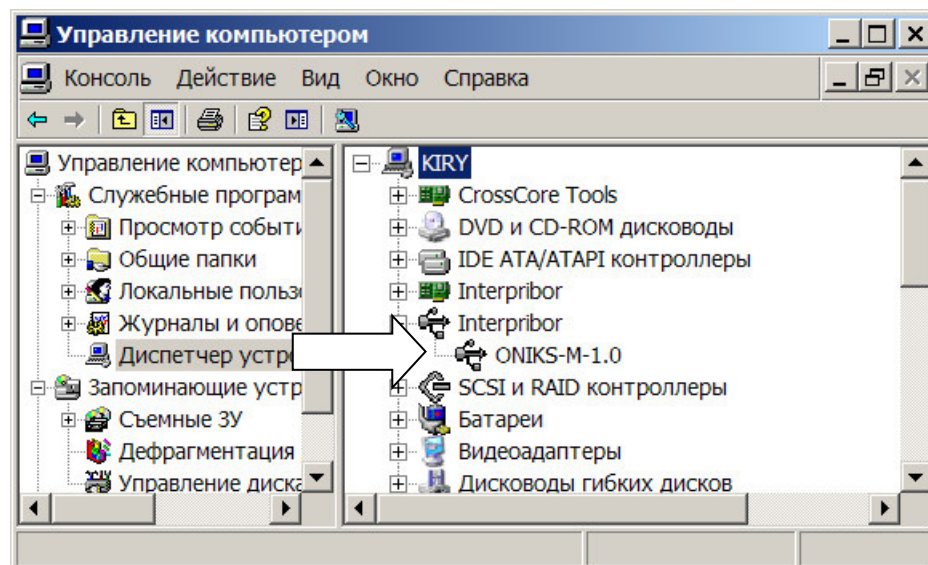 Управление компьютером
Консоль Действие Вид Окно Справка
Управление компьютер
Служебные програм
Просмотр событи
Общие папки
Локальные польз
Журналы и опове
Диспетчер устро
Запоминающие устр
Съемные ЗУ
Дефрагментация
Управление диска
KIRY
CrossCore Tools
DVD и CD-ROM дисководы
IDE ATA/ATAPI контроллеры
Interpribor
Interpribor
ONIKS-M-1.0
SCSI и RAID контроллеры
Батареи
Видеоадаптеры
Дисководы гибких дисков